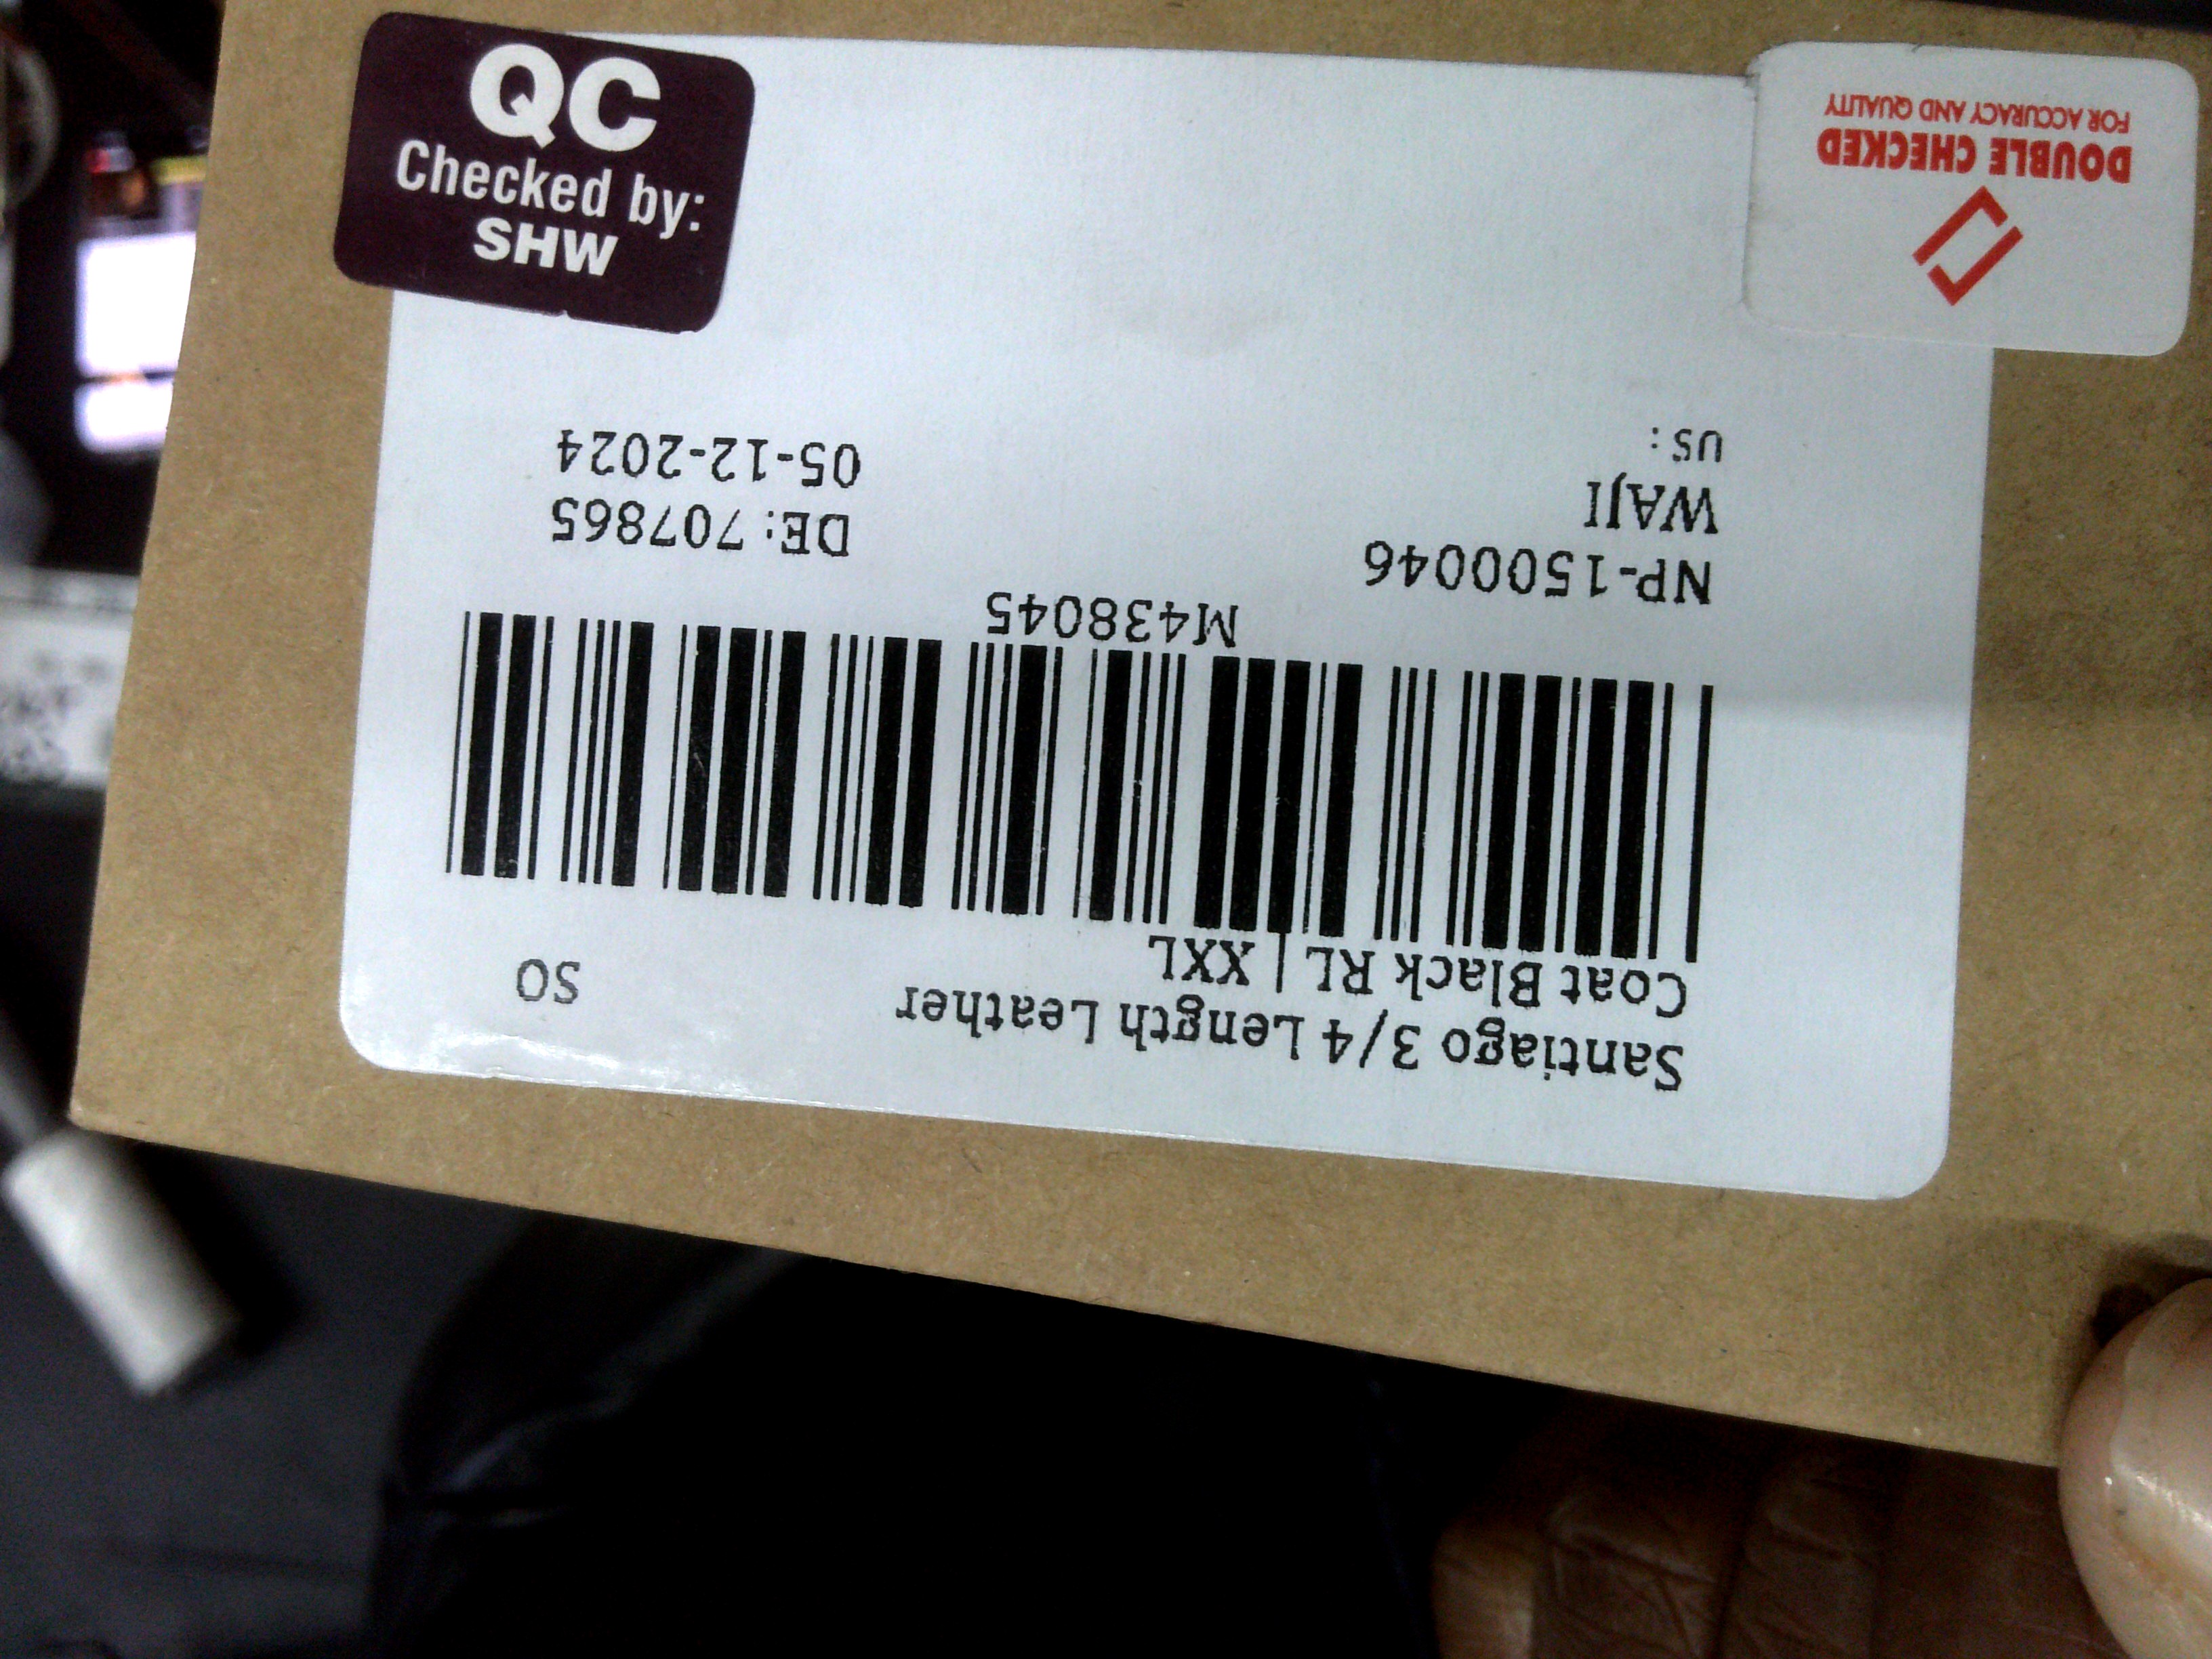 QC
Checked by:
SHW
DOUBLE CHECKED
FOR ACCURACY AND QUALITY
Santiago 3/4 Length Leather
Coat Black RL | XXL
SO
M438045
NP-1500046
DE: 707865
WAJI
05-12-2024
US: